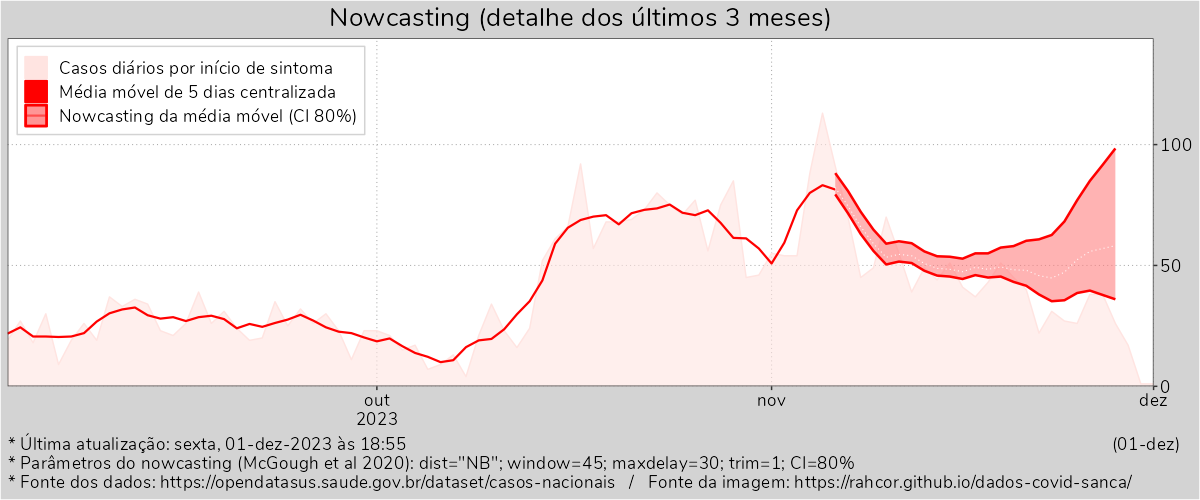 Nowcasting (detalhe dos últimos 3 meses)
Casos diários por início de sintoma
Média móvel de 5 dias centralizada
Nowcasting da média móvel (CI 80%)
100
50
0
out
2023
nov
dez
(01-dez)
* Última atualização: sexta, 01-dez-2023 às 18:55
* Parâmetros do nowcasting (McGough et al 2020): dist="NB"; window=45; maxdelay=30; trim=1; CI=80%
* Fonte dos dados: https://opendatasus.saude.gov.br/dataset/casos-nacionais / Fonte da imagem: https://rahcor.github.io/dados-covid-sanca/